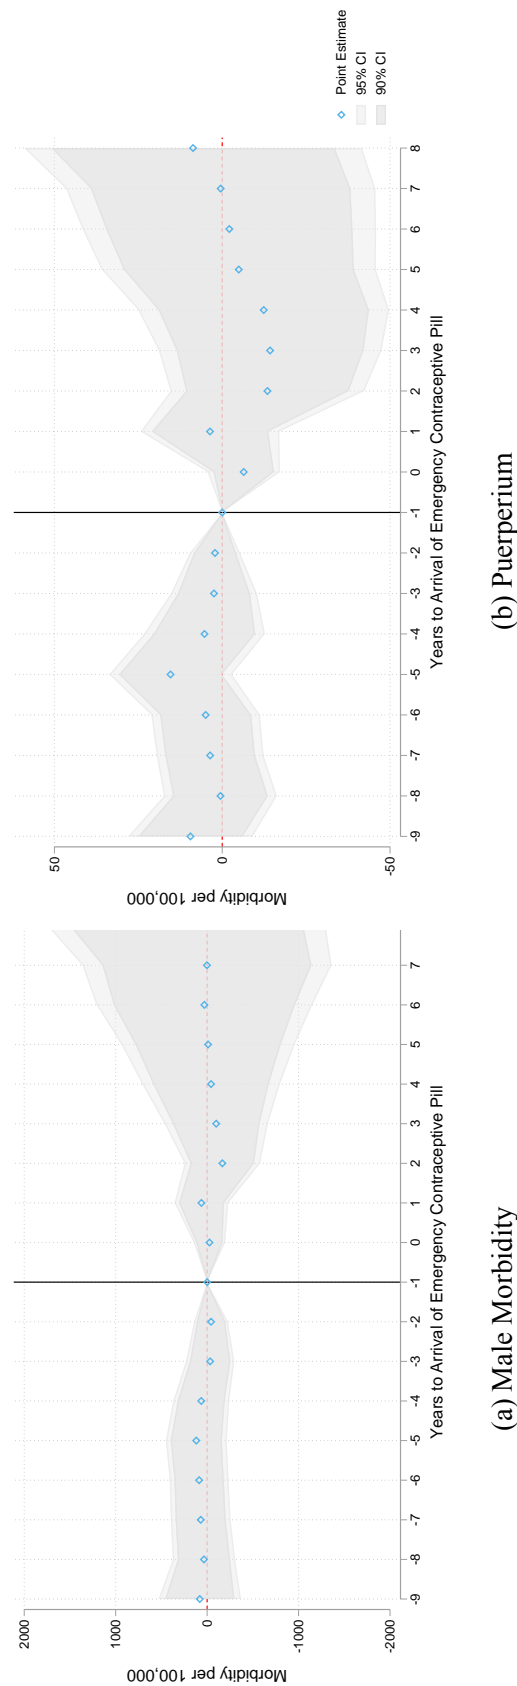 2000
1000
0
-1000
-2000
Morbidity per 100,000
-9 -8 -7 -6 -5 -4 -3 -2 -1 0 1 2 3 4 5 6 7
Years to Arrival of Emergency Contraceptive Pill
(a) Male Morbidity
50
0
-50
Morbidity per 100,000
-9 -8 -7 -6 -5 -4 -3 -2 -1 0 1 2 3 4 5 6 7 8
Years to Arrival of Emergency Contraceptive Pill
Point Estimate
95% CI
90% CI
(b) Puerperium